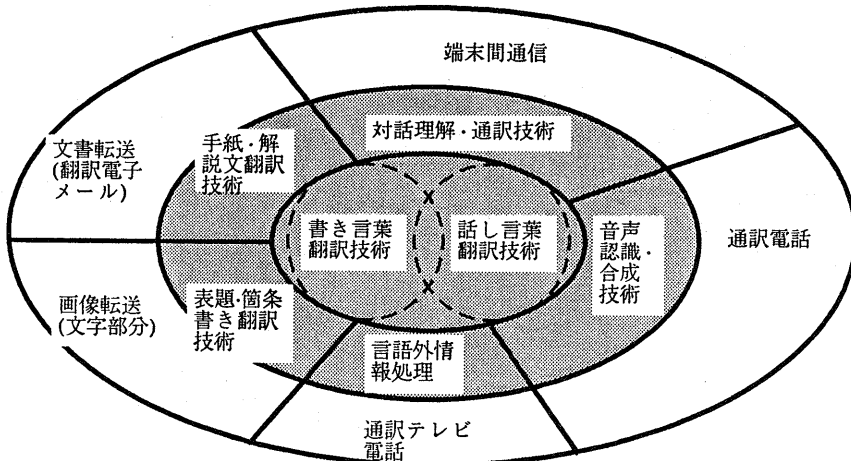 端末間通信
文書転送
(翻訳電子
メール)
手紙・解
説文翻訳
技術
対話理解・通訳技術
書き言葉
翻訳技術
話し言葉
翻訳技術
音声
認識・
合成
技術
通訳電話
画像転送
(文字部分)
表題・箇条
書き翻訳
技術
言語外情
報処理
通訳テレビ
電話